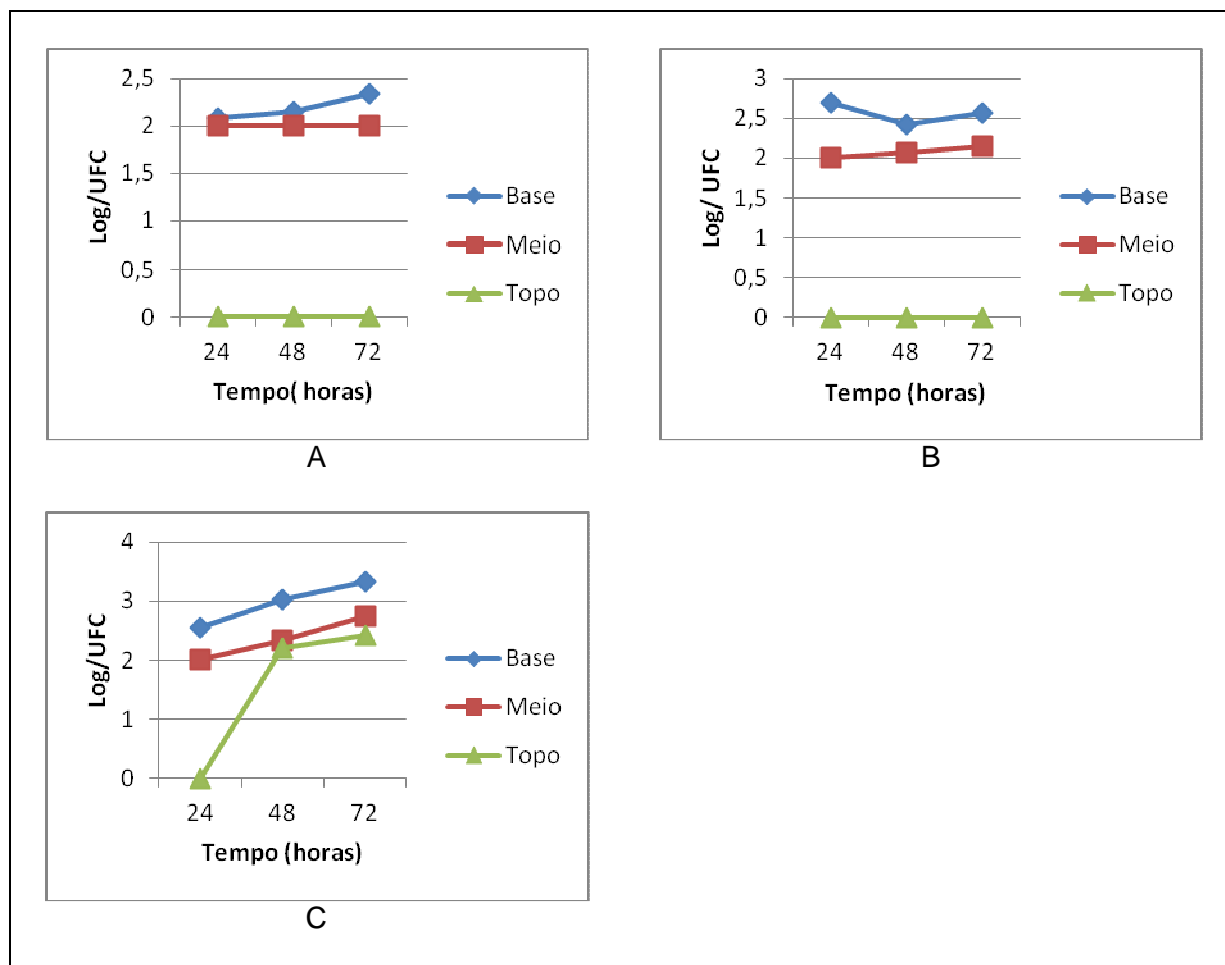 2,5
2
1,5
1
0,5
0
Log/UFC
24 48 72
Tempo( horas)
Base
Meio
Topo
A
3
2,5
2
1,5
1
0,5
0
Log/ UFC
24 48 72
Tempo (horas)
Base
Meio
Topo
B
4
3
2
1
0
Log/UFC
24 48 72
Tempo (horas)
Base
Meio
Topo
C